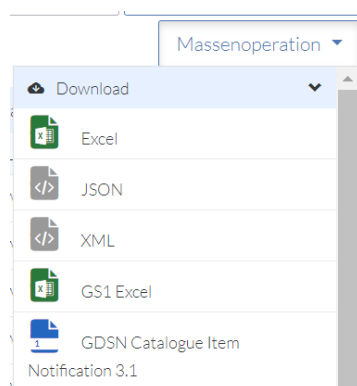 Massenoperation
Download
Excel
JSON
XML
GS1 Excel
GDSN Catalogue Item
Notification 3.1